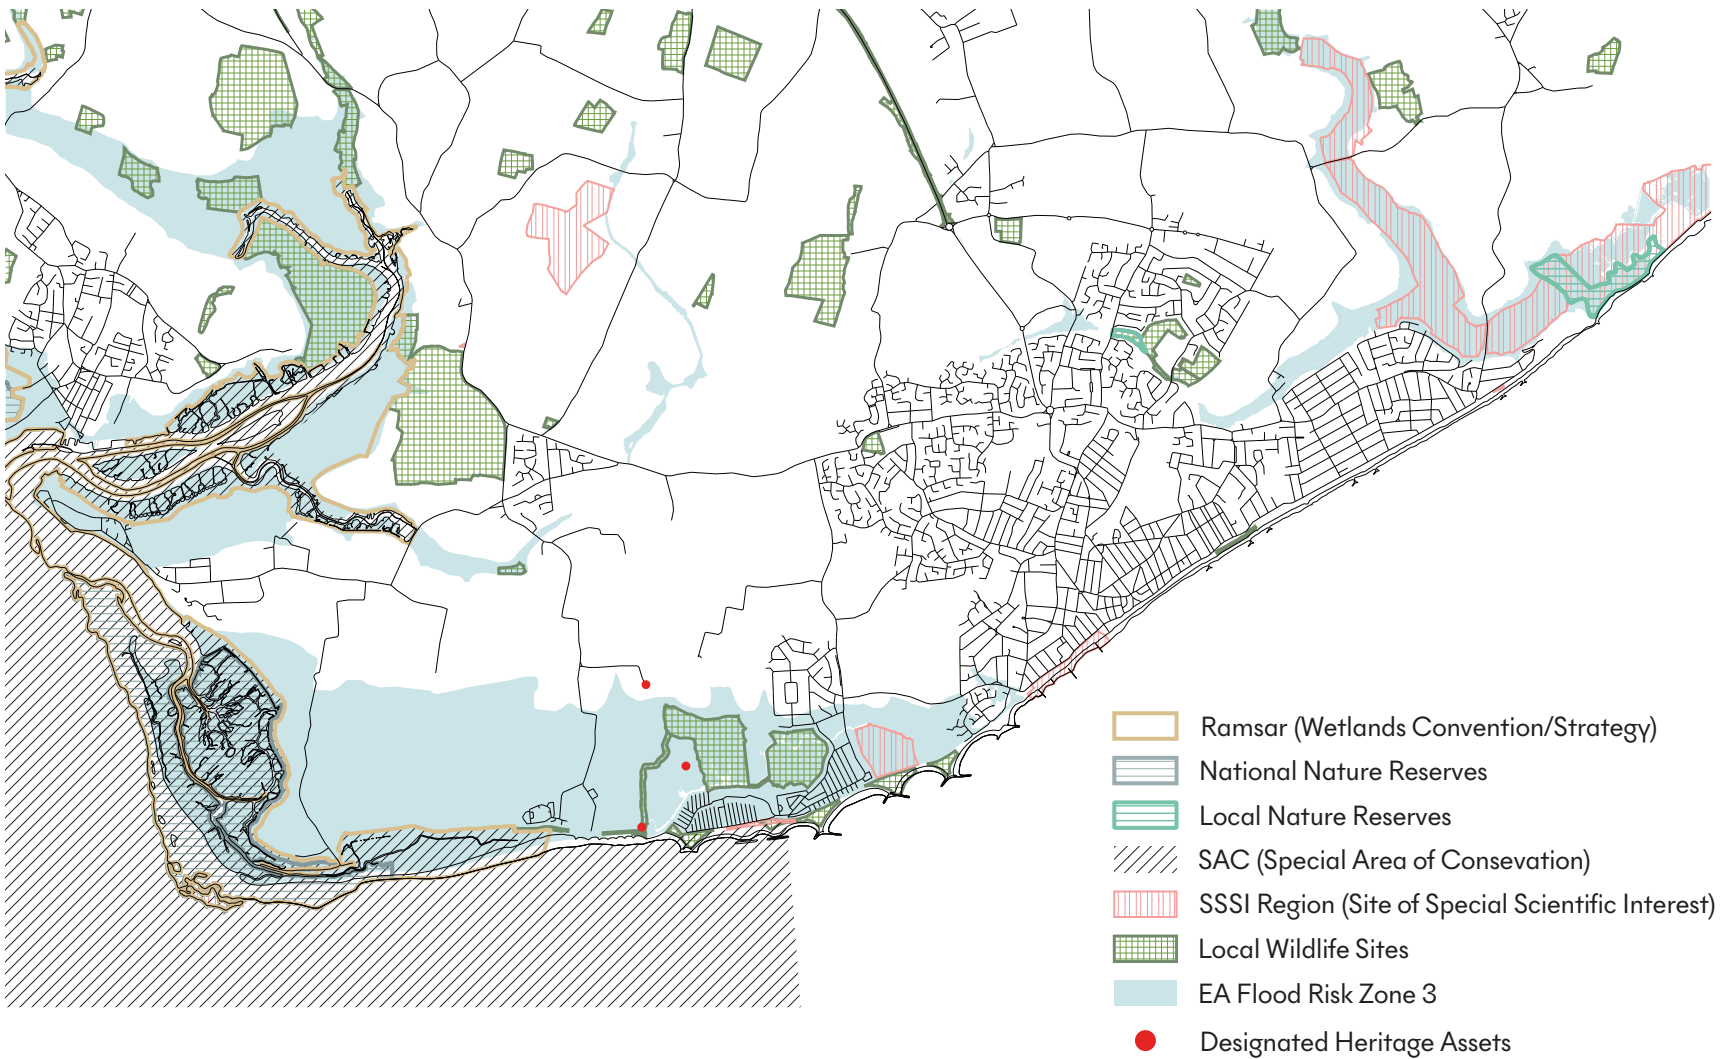 Ramsar (Wetlands Convention/Strategy)
National Nature Reserves
Local Nature Reserves
SAC (Special Area of Consevation)
SSSI Region (Site of Special Scientific Interest)
Local Wildlife Sites
EA Flood Risk Zone 3
Designated Heritage Assets